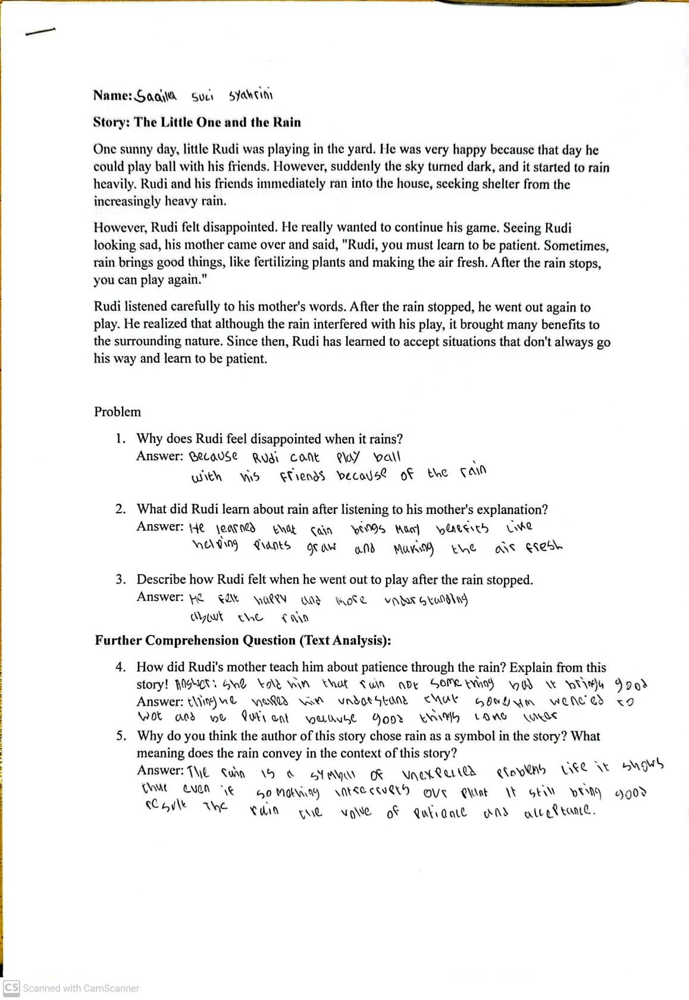 Name: Saqila suci syahrini
Story: The Little One and the Rain
One sunny day, little Rudi was playing in the yard. He was very happy because that day he
could play ball with his friends. However, suddenly the sky turned dark, and it started to rain
heavily. Rudi and his friends immediately ran into the house, seeking shelter from the
increasingly heavy rain.
However, Rudi felt disappointed. He really wanted to continue his game. Seeing Rudi
looking sad, his mother came over and said, "Rudi, you must learn to be patient. Sometimes,
rain brings good things, like fertilizing plants and making the air fresh. After the rain stops,
you can play again."
Rudi listened carefully to his mother's words. After the rain stopped, he went out again to
play. He realized that although the rain interfered with his play, it brought many benefits to
the surrounding nature. Since then, Rudi has learned to accept situations that don't always go
his way and learn to be patient.
Problem
1. Why does Rudi feel disappointed when it rains?
Answer: Because Rudi cant play ball
with his friends because of the rain
2. What did Rudi learn about rain after listening to his mother's explanation?
Answer: He learned that rain brings many benefits like
helping plants grow and making the air fresh
3. Describe how Rudi felt when he went out to play after the rain stopped.
Answer: He felt happy and more understanding
about the rain
Further Comprehension Question (Text Analysis):
4. How did Rudi's mother teach him about patience through the rain? Explain from this
story! Answer: she told him that rain not something bad it brings good
Answer: thing he helped him understand that to
and be patient because good things later
5. Why do you think the author of this story chose rain as a symbol in the story? What
meaning does the rain convey in the context of this story?
Answer: The rain is a symbol of unexpected problems life it shows
that even if something interrupts our plant it still bring good
result The rain the value of patience and acceptance.
CS Scanned with CamScanner